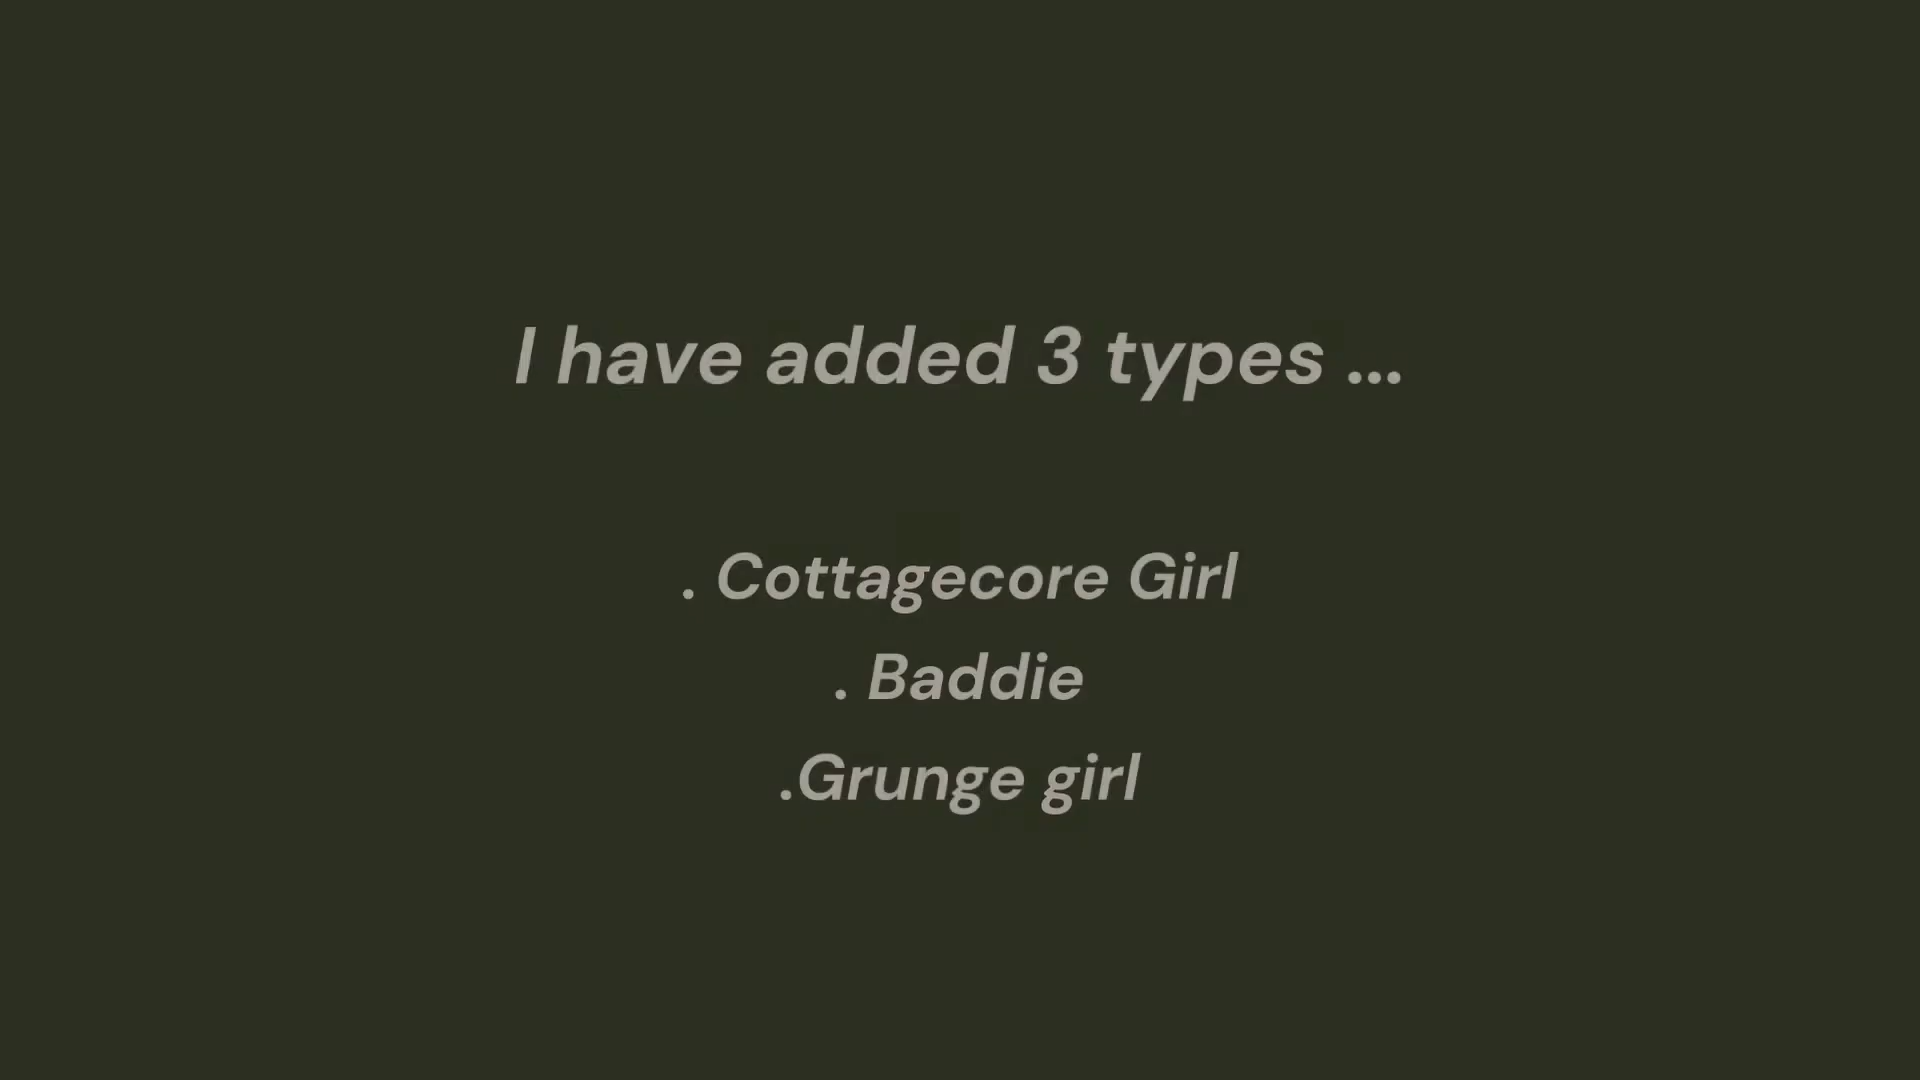 I have added 3 types ...
. Cottagecore Girl
. Baddie
.Grunge girl